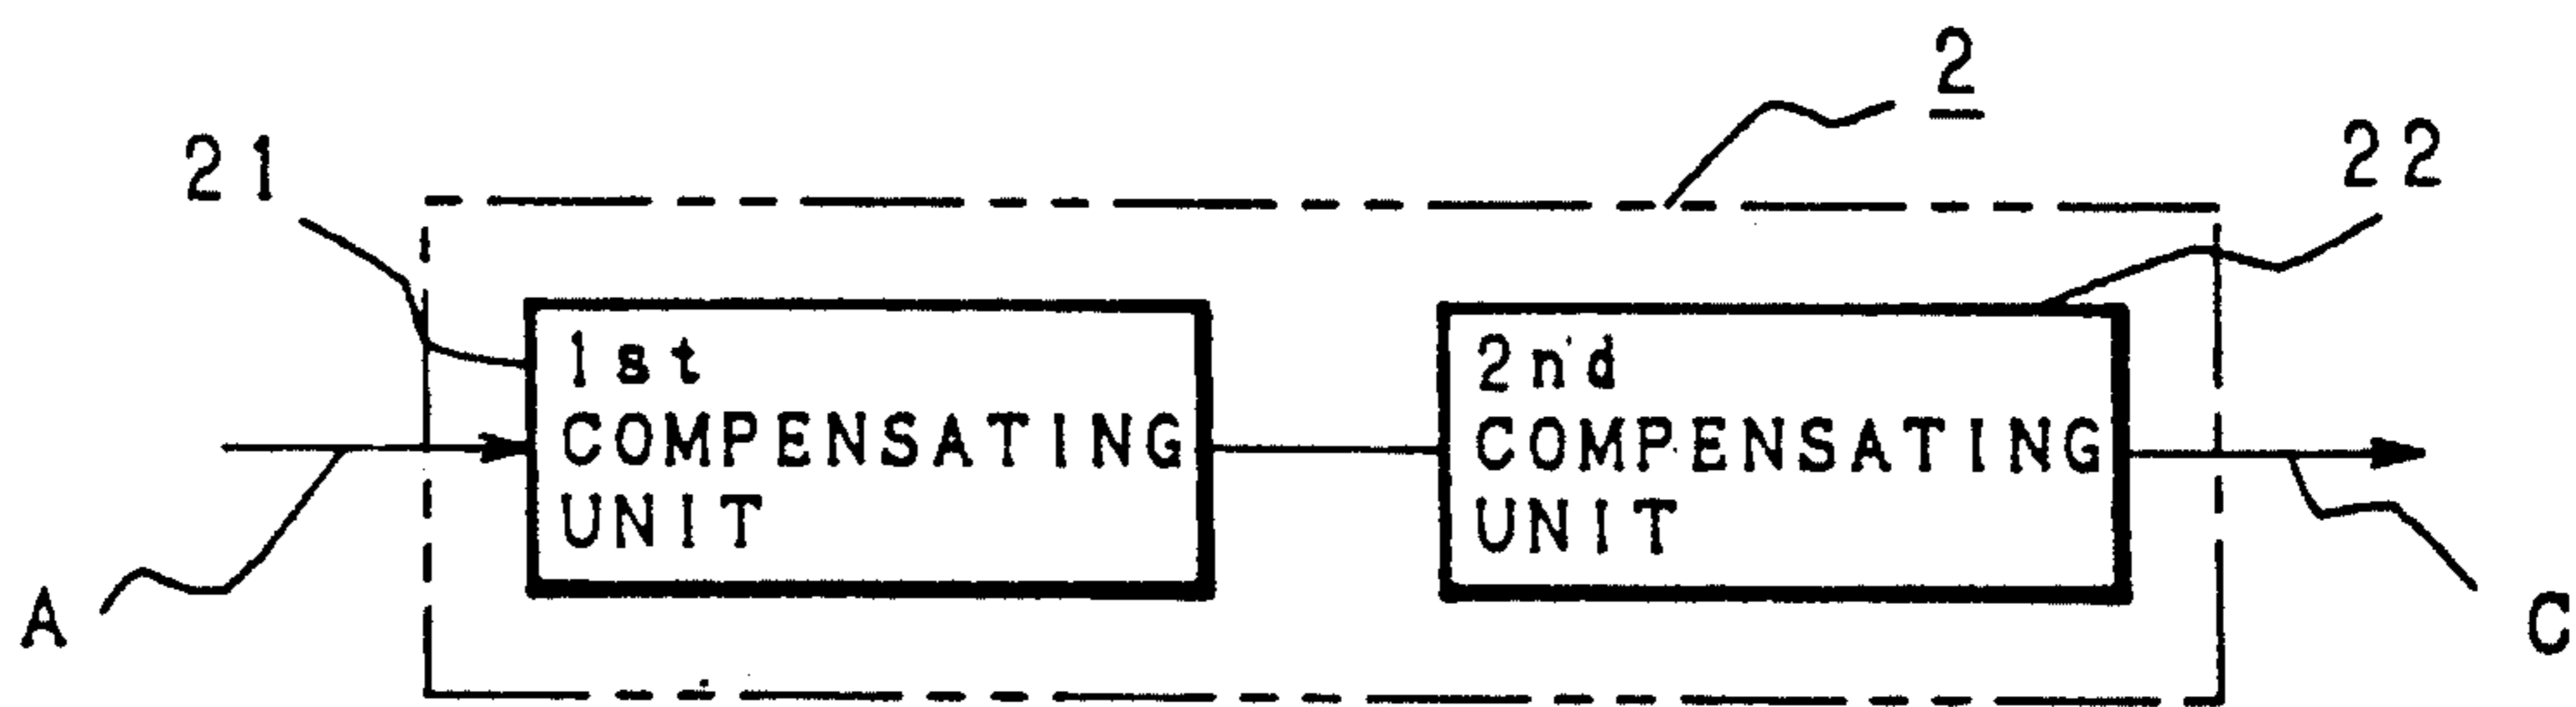 2
21
22
1st
COMPENSATING
UNIT
2nd
COMPENSATING
UNIT
A
C